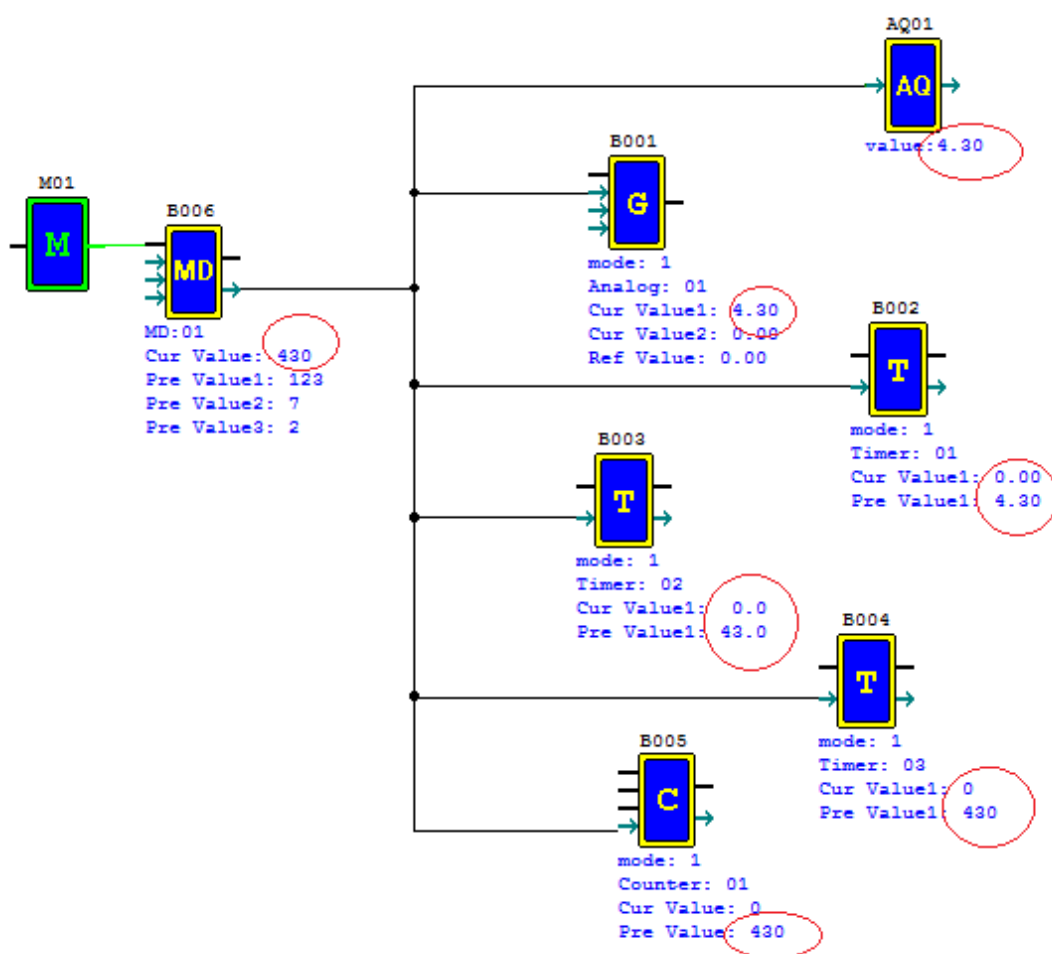 AQ01
AQ
value:4.30
B001
G
mode: 1
Analog: 01
Cur Value1: 4.30
Cur Value2: 0.00
Ref Value: 0.00
M01
M
B006
MD
MD:01
Cur Value: 430
Pre Value1: 123
Pre Value2: 7
Pre Value3: 2
B002
T
mode: 1
Timer: 01
Cur Value1: 0.00
Pre Value1: 4.30
B003
T
mode: 1
Timer: 02
Cur Value1: 0.0
Pre Value1: 43.0
B004
T
mode: 1
Timer: 03
Cur Value1: 0
Pre Value1: 430
B005
C
mode: 1
Counter: 01
Cur Value: 0
Pre Value: 430